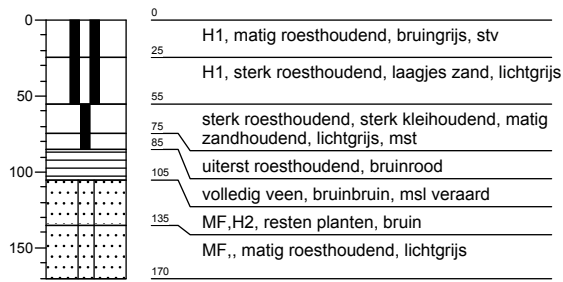 0
50
100
150
0
H1, matig roesthoudend, bruingrijs, stv
25
H1, sterk roesthoudend, laagjes zand, lichtgrijs
55
sterk roesthoudend, sterk kleihoudend, matig
zandhoudend, lichtgrijs, mst
75
85
uiterst roesthoudend, bruinrood
105
volledig veen, bruinbruin, msl veraard
135
MF,H2, resten planten, bruin
MF,, matig roesthoudend, lichtgrijs
170